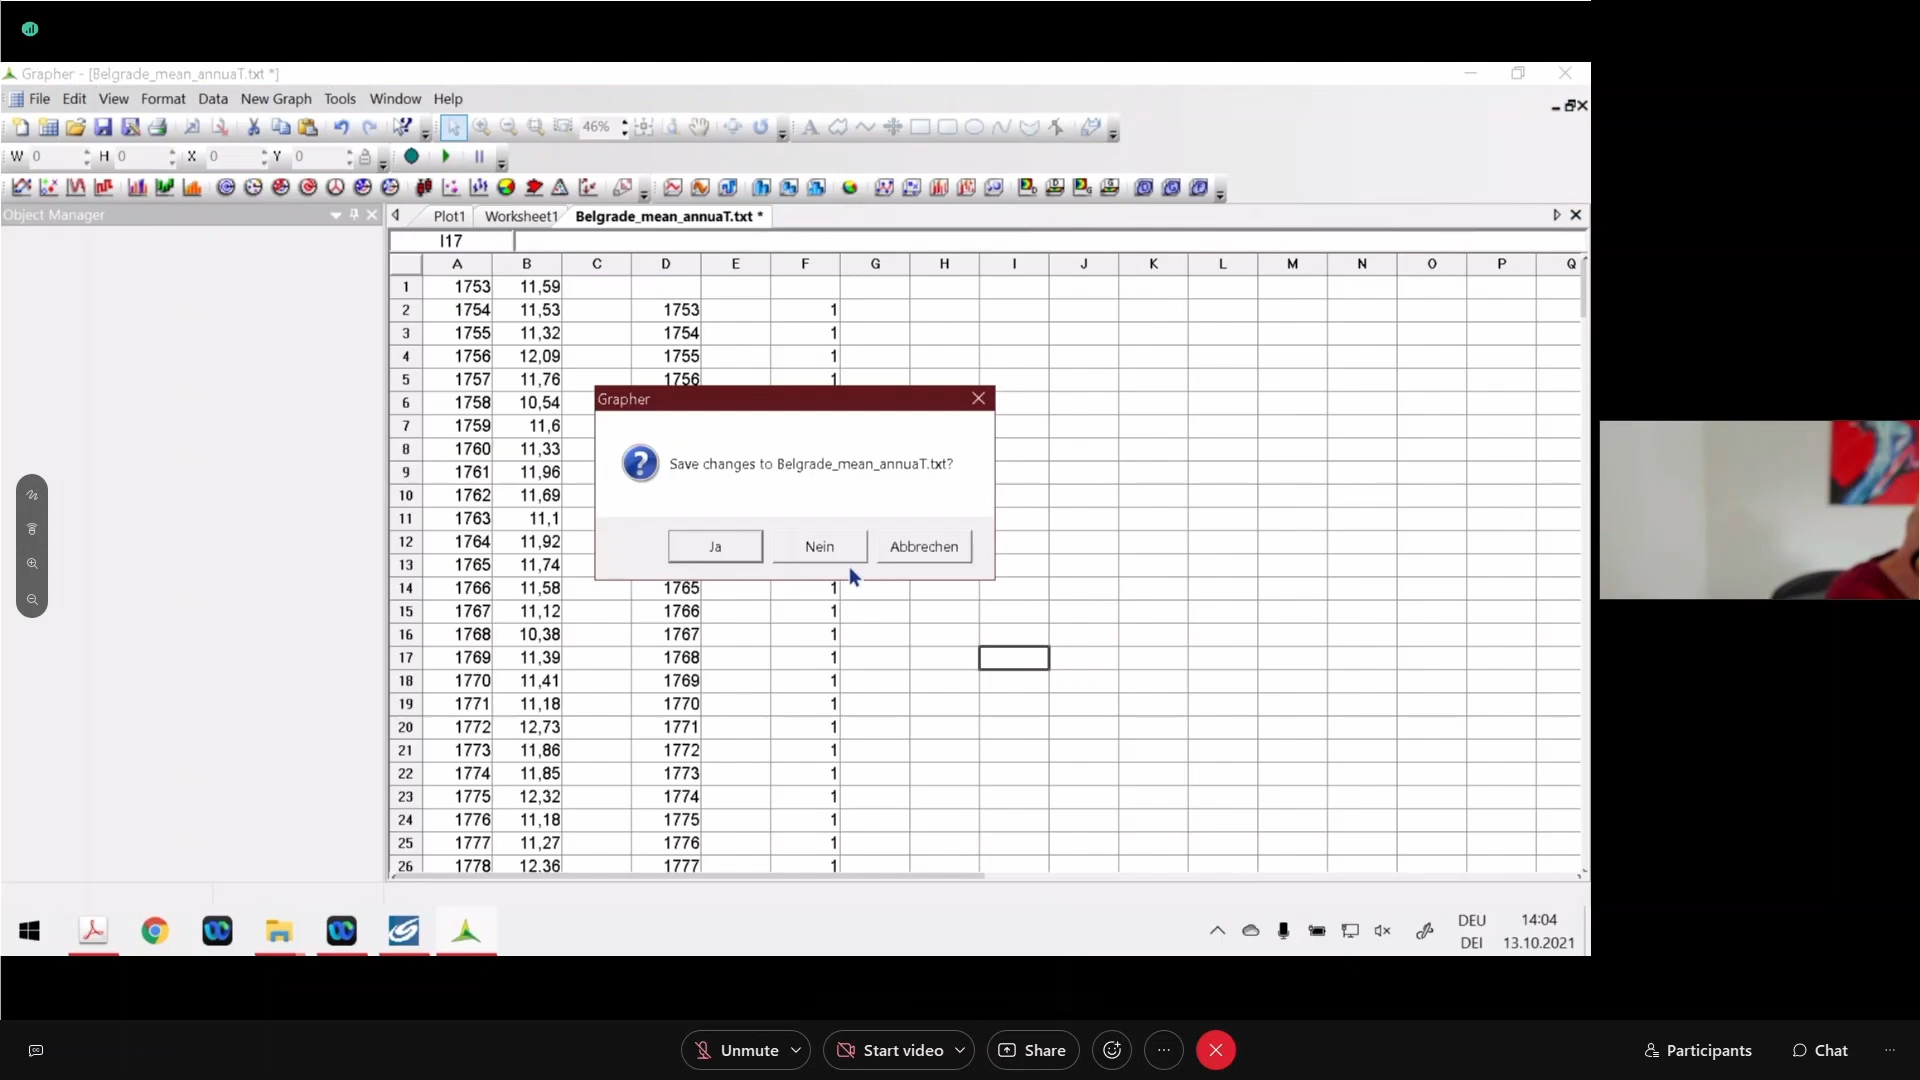 Grapher - [Belgrade_mean_annuaT.txt *]
File Edit View Format Data New Graph Tools Window Help
46%
W 0 H 0 X 0 Y 0
Object Manager
Plot1 Worksheet1 Belgrade_mean_annuaT.txt *
I17
A B C D E F G H I J K L M N O P Q
1 1753 11,59
2 1754 11,53 1753 1
3 1755 11,32 1754 1
4 1756 12,09 1755 1
5 1757 11,76 1756 1
6 1758 10,54
7 1759 11,6
8 1760 11,33
9 1761 11,96
10 1762 11,69
11 1763 11,1
12 1764 11,92
13 1765 11,74
14 1766 11,58 1765 1
15 1767 11,12 1766 1
16 1768 10,38 1767 1
17 1769 11,39 1768 1
18 1770 11,41 1769 1
19 1771 11,18 1770 1
20 1772 12,73 1771 1
21 1773 11,86 1772 1
22 1774 11,85 1773 1
23 1775 12,32 1774 1
24 1776 11,18 1775 1
25 1777 11,27 1776 1
26 1778 12.36 1777 1
Grapher
Save changes to Belgrade_mean_annuaT.txt?
Ja Nein Abbrechen
DEU 14:04
DEI 13.10.2021
Unmute Start video Share Participants Chat